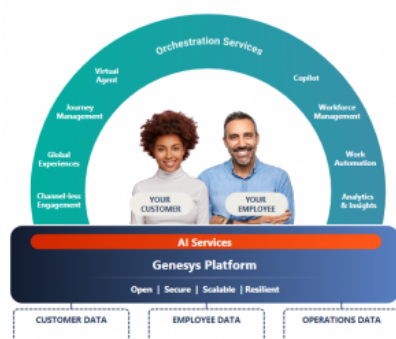 Orchestration Services
Virtual
Agent
Copilot
Journey
Management
Workforce
Management
Global
Experiences
Work
Automation
Channel-less
Engagement
Analytics
& Insights
YOUR
CUSTOMER
YOUR
EMPLOYEE
AI Services
Genesys Platform
Open | Secure | Scalable | Resilient
CUSTOMER DATA
EMPLOYEE DATA
OPERATIONS DATA